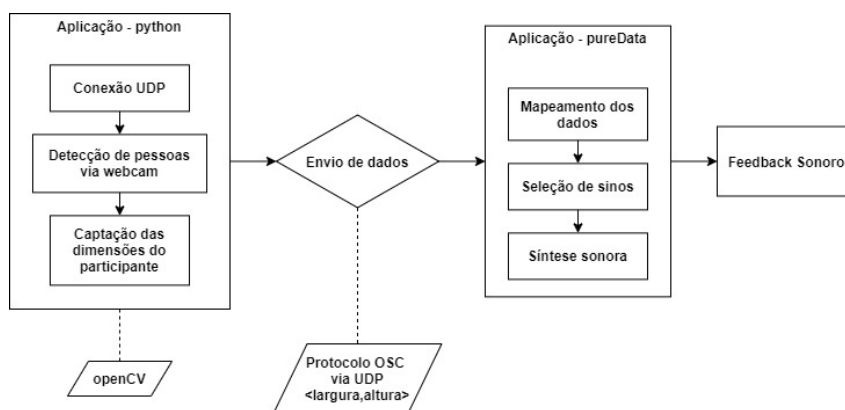 Aplicação - python
Conexão UDP
Detecção de pessoas
via webcam
Captação das
dimensões do
participante
openCV
Envio de dados
Protocolo OSC
via UDP
<largura,altura>
Aplicação - pureData
Mapeamento dos
dados
Seleção de sinos
Síntese sonora
Feedback Sonoro